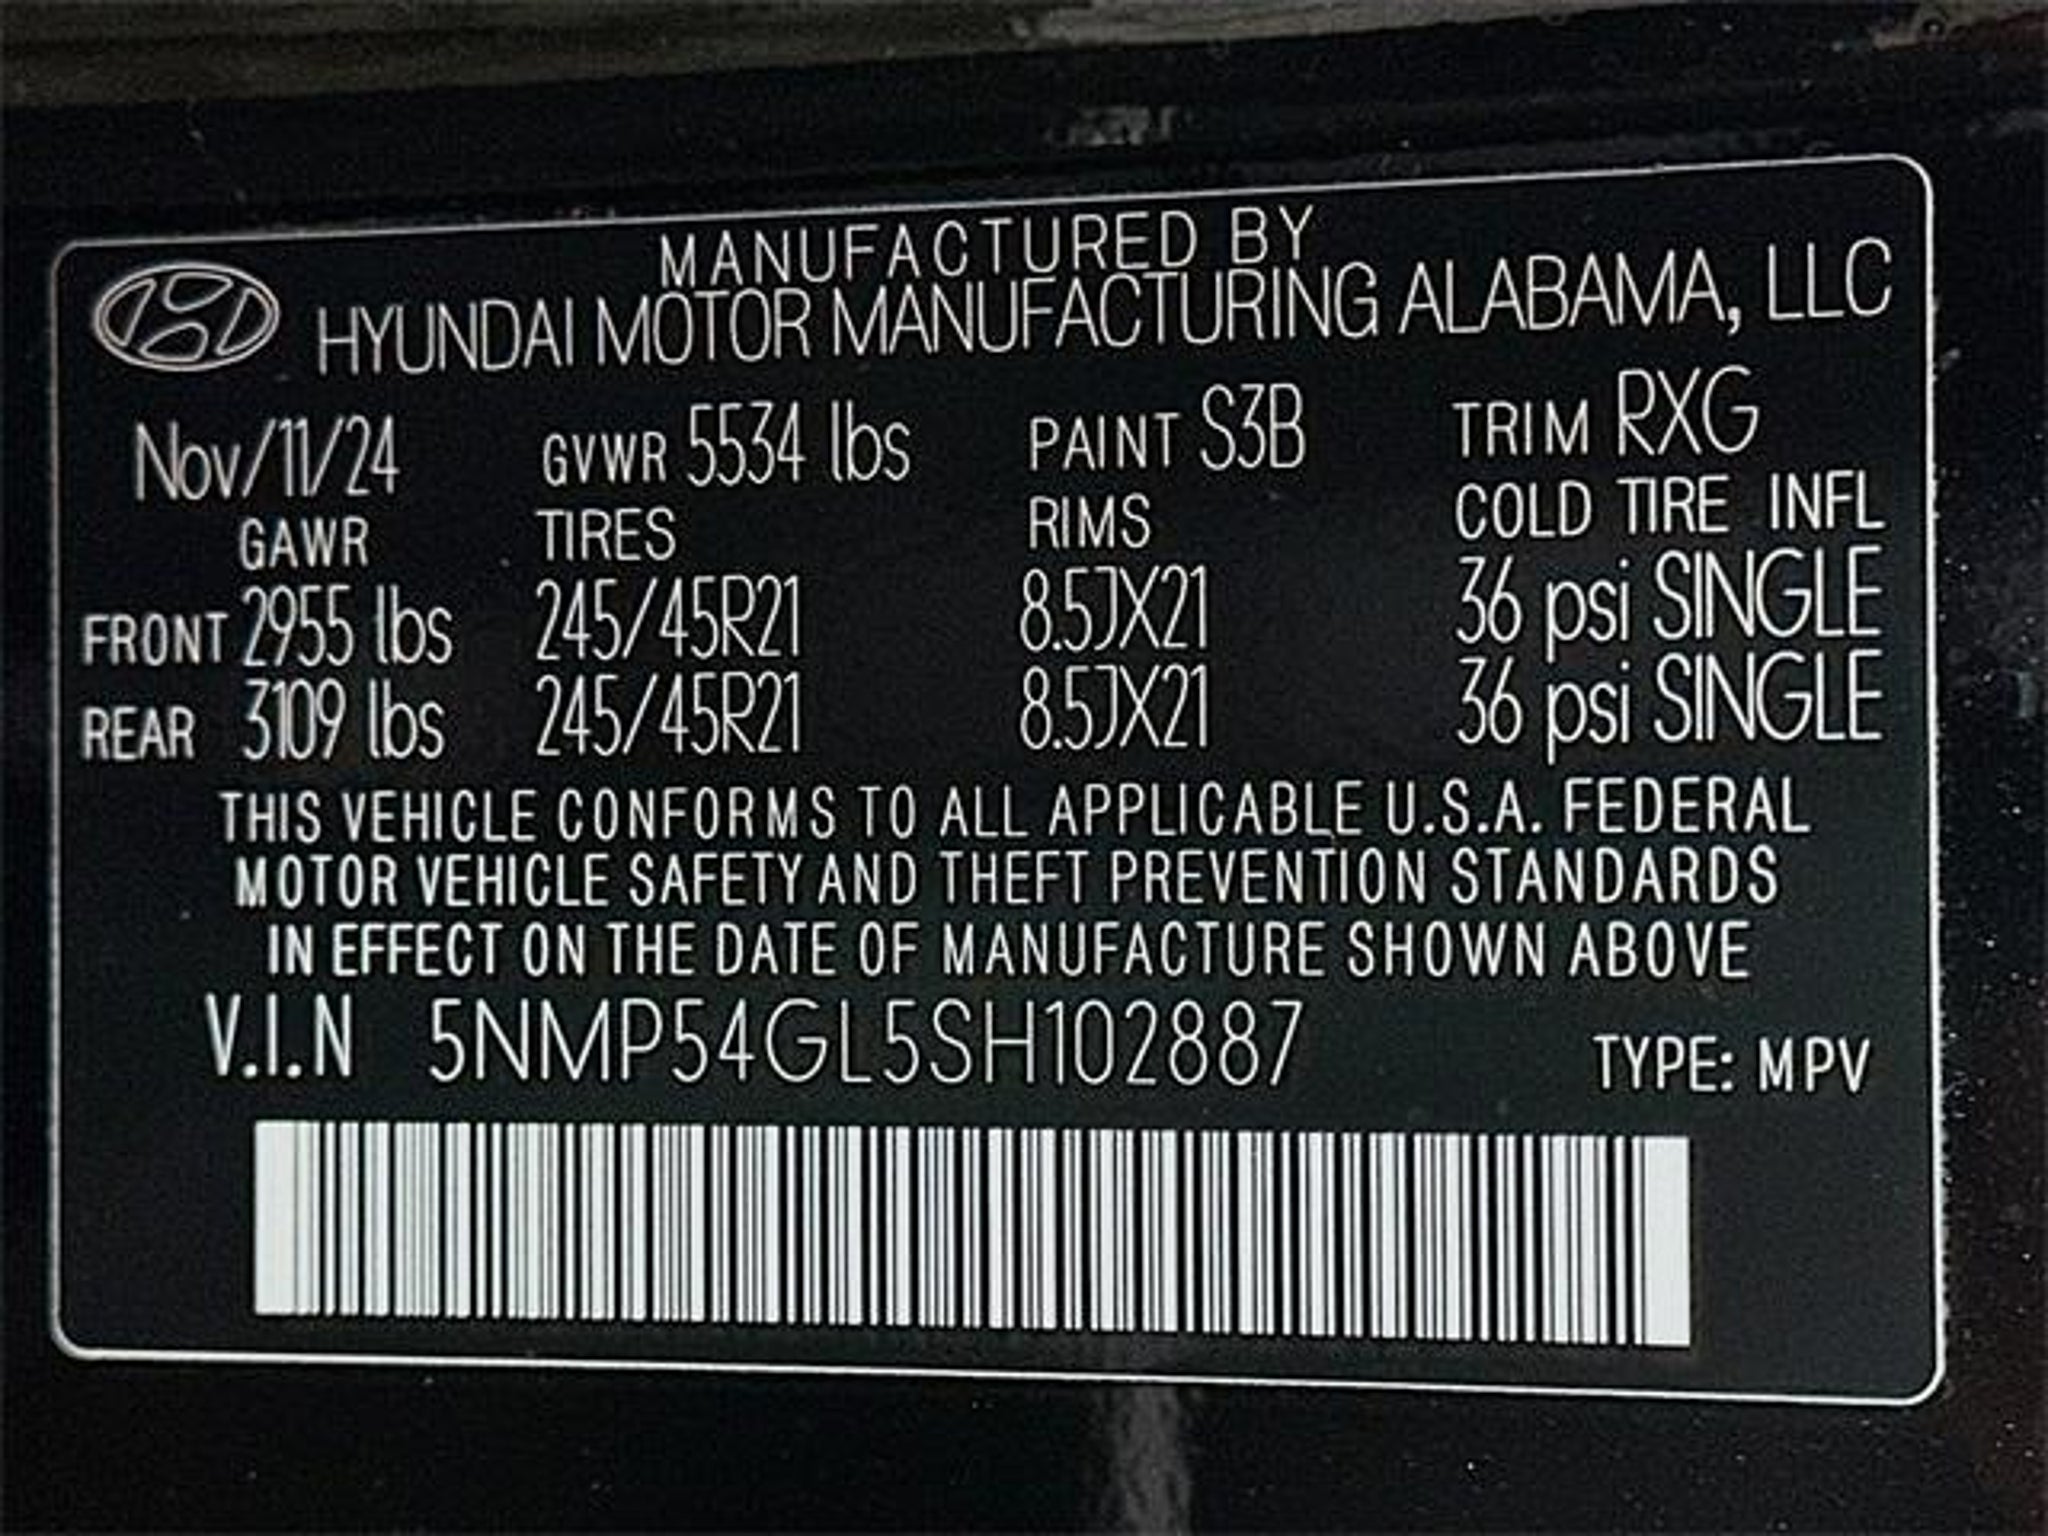 MANUFACTURED BY
HYUNDAI MOTOR MANUFACTURING ALABAMA, LLC
Nov/11/24 GVWR 5534 lbs PAINT S3B TRIM RXG
GAWR TIRES RIMS COLD TIRE INFL
FRONT 2955 lbs 245/45R21 8.5JX21 36 psi SINGLE
REAR 3109 lbs 245/45R21 8.5JX21 36 psi SINGLE
THIS VEHICLE CONFORMS TO ALL APPLICABLE U.S.A. FEDERAL
MOTOR VEHICLE SAFETY AND THEFT PREVENTION STANDARDS
IN EFFECT ON THE DATE OF MANUFACTURE SHOWN ABOVE
V.I.N 5NMP54GL5SH102887 TYPE: MPV